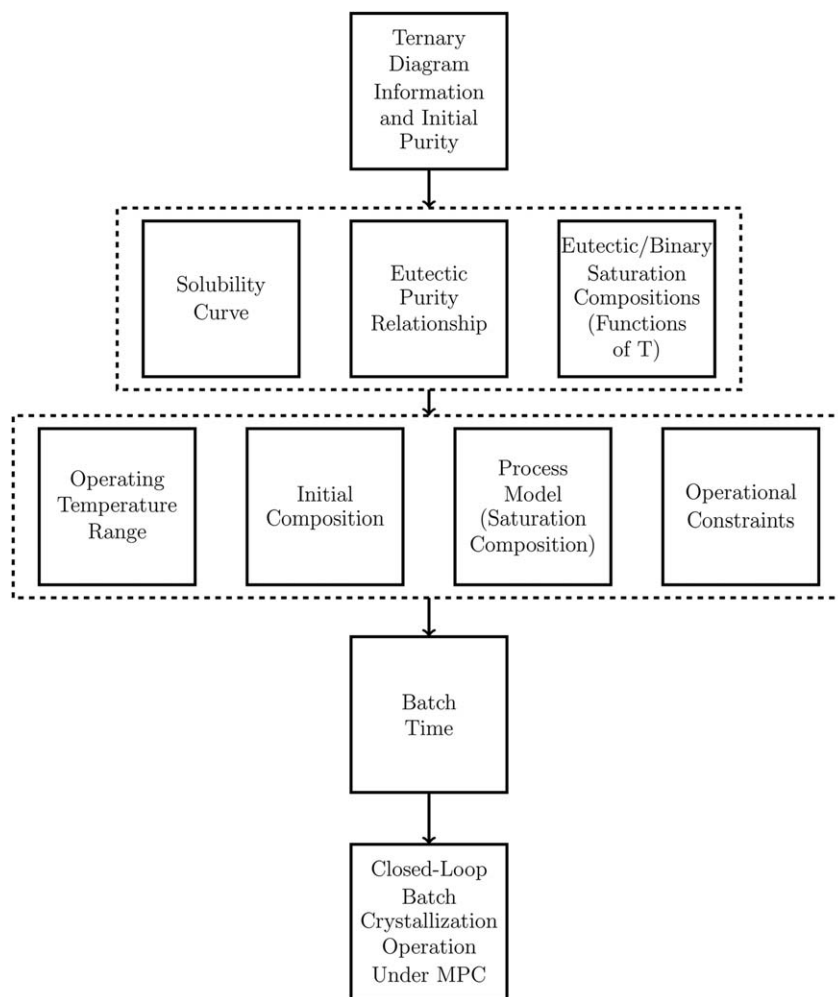 Ternary
Diagram
Information
and Initial
Purity
Solubility
Curve
Eutectic
Purity
Relationship
Eutectic/Binary
Saturation
Compositions
(Functions
of T)
Operating
Temperature
Range
Initial
Composition
Process
Model
(Saturation
Composition)
Operational
Constraints
Batch
Time
Closed-Loop
Batch
Crystallization
Operation
Under MPC